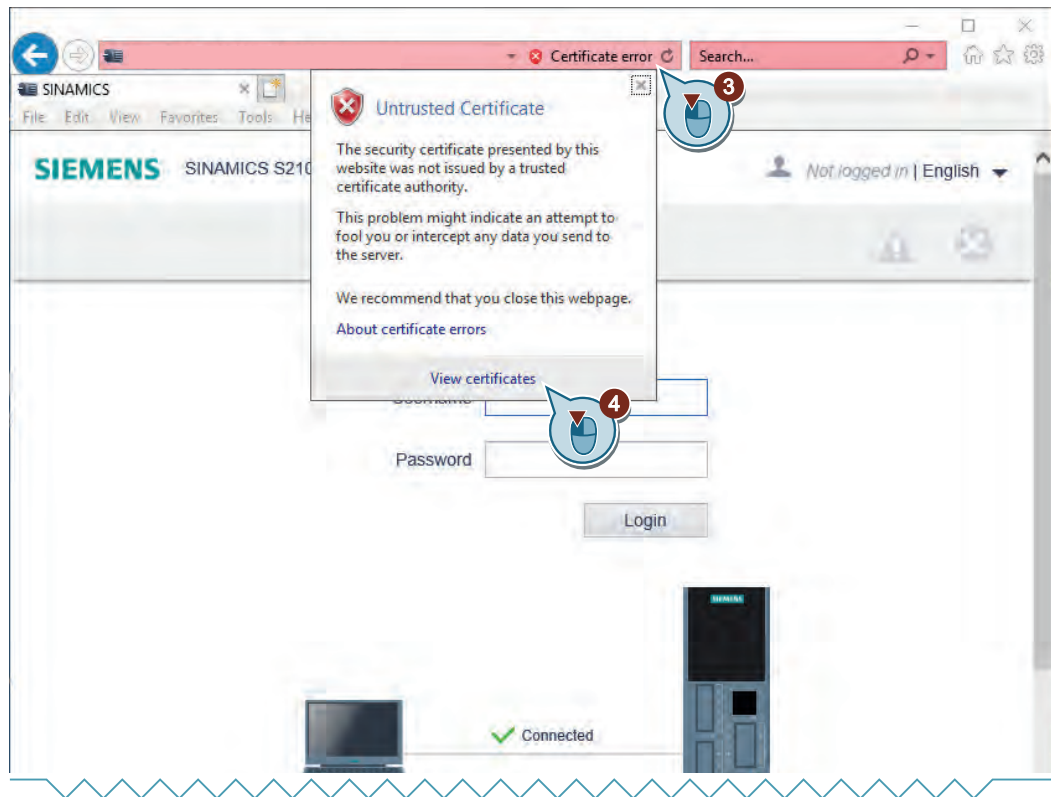 Certificate error
Search...
SINAMICS
File Edit View Favorites Tools He
3
Untrusted Certificate
The security certificate presented by this
website was not issued by a trusted
certificate authority.
This problem might indicate an attempt to
fool you or intercept any data you send to
the server.
We recommend that you close this webpage.
About certificate errors
View certificates
4
SIEMENS SINAMICS S210
Not logged in | English
Username
Password
Login
SIEMENS
Connected